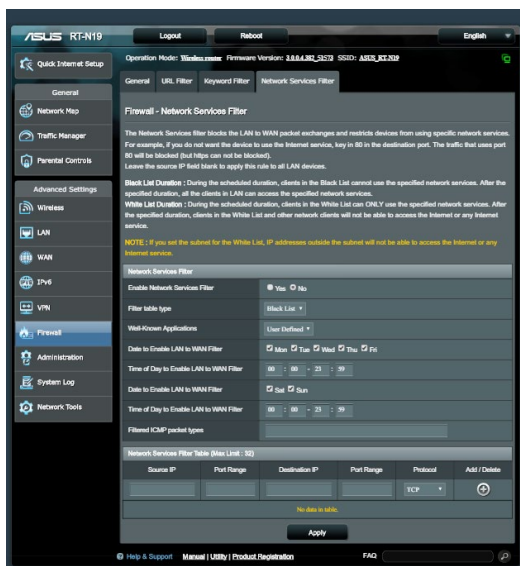 ASUS RT-N19
Logout
Reboot
English
Quick Internet Setup
General
Network Map
Traffic Manager
Parental Controls
Advanced Settings
Wireless
LAN
WAN
IPv6
VPN
Firewall
Administration
System Log
Network Tools
Operation Mode: Wireless router Firmware Version: 3.0.0.4.382_51573 SSID: ASUS_RT-N19
General
URL Filter
Keyword Filter
Network Services Filter
Firewall - Network Services Filter
The Network Services filter blocks the LAN to WAN packet exchanges and restricts devices from using specific network services.
For example, if you do not want the device to use the Internet service, key in 80 in the destination port. The traffic that uses port
80 will be blocked (but https can not be blocked).
Leave the source IP field blank to apply this rule to all LAN devices.
Black List Duration : During the scheduled duration, clients in the Black List cannot use the specified network services. After the
specified duration, all the clients in LAN can access the specified network services.
White List Duration : During the scheduled duration, clients in the White List can ONLY use the specified network services. After
the specified duration, clients in the White List and other network clients will not be able to access the Internet or any Internet
service.
NOTE : If you set the subnet for the White List, IP addresses outside the subnet will not be able to access the Internet or any
Internet service.
Network Services Filter
Enable Network Services Filter Yes No
Filter table type Black List
Well-Known Applications User Defined
Date to Enable LAN to WAN Filter Mon Tue Wed Thu Fri
Time of Day to Enable LAN to WAN Filter 00 : 00 - 23 : 59
Date to Enable LAN to WAN Filter Sat Sun
Time of Day to Enable LAN to WAN Filter 00 : 00 - 23 : 59
Filtered ICMP packet types
Network Services Filter Table (Max Limit : 32)
Source IP Port Range Destination IP Port Range Protocol Add / Delete
TCP
No data in table.
Apply
Help & Support Manual | Utility | Product Registration FAQ